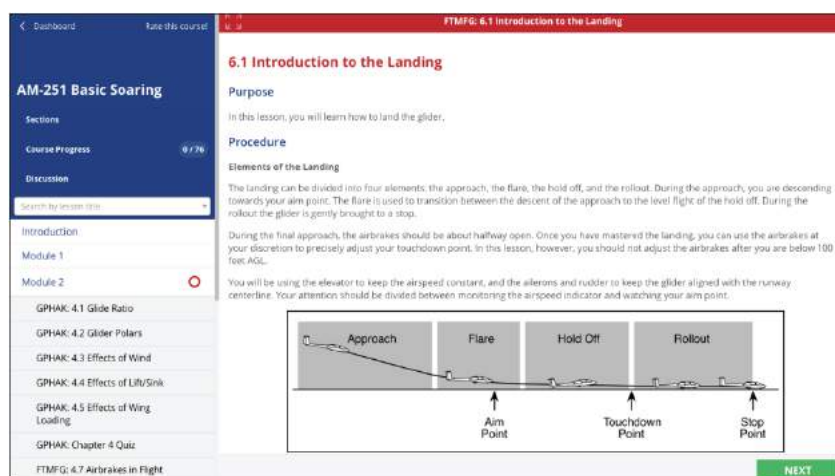 Dashboard
Rate this course!
FTMFG: 6.1 Introduction to the Landing
AM-251 Basic Soaring
Sections
Course Progress
0 / 76
Discussion
Search by lesson title
Introduction
Module 1
Module 2
GPHAK: 4.1 Glide Ratio
GPHAK: 4.2 Glider Polars
GPHAK: 4.3 Effects of Wind
GPHAK: 4.4 Effects of Lift/Sink
GPHAK: 4.5 Effects of Wing
Loading
GPHAK: Chapter 4 Quiz
FTMFG: 4.7 Airbrakes in Flight
6.1 Introduction to the Landing
Purpose
In this lesson, you will learn how to land the glider.
Procedure
Elements of the Landing
The landing can be divided into four elements, the approach, the flare, the hold off, and the rollout. During the approach, you are descending
towards your aim point. The flare is used to transition between the descent of the approach to the level flight of the hold off. During the
rollout the glider is gently brought to a stop.
During the final approach, the airbrakes should be about halfway open. Once you have mastered the landing, you can use the airbrakes at
your discretion to precisely adjust your touchdown point. In this lesson, however, you should not adjust the airbrakes after you are below 100
feet AGL.
You will be using the elevator to keep the airspeed constant, and the ailerons and rudder to keep the glider aligned with the runway
centerline. Your attention should be divided between monitoring the airspeed indicator and watching your aim point.
Approach
Flare
Hold Off
Rollout
Aim
Point
Touchdown
Point
Stop
Point
NEXT